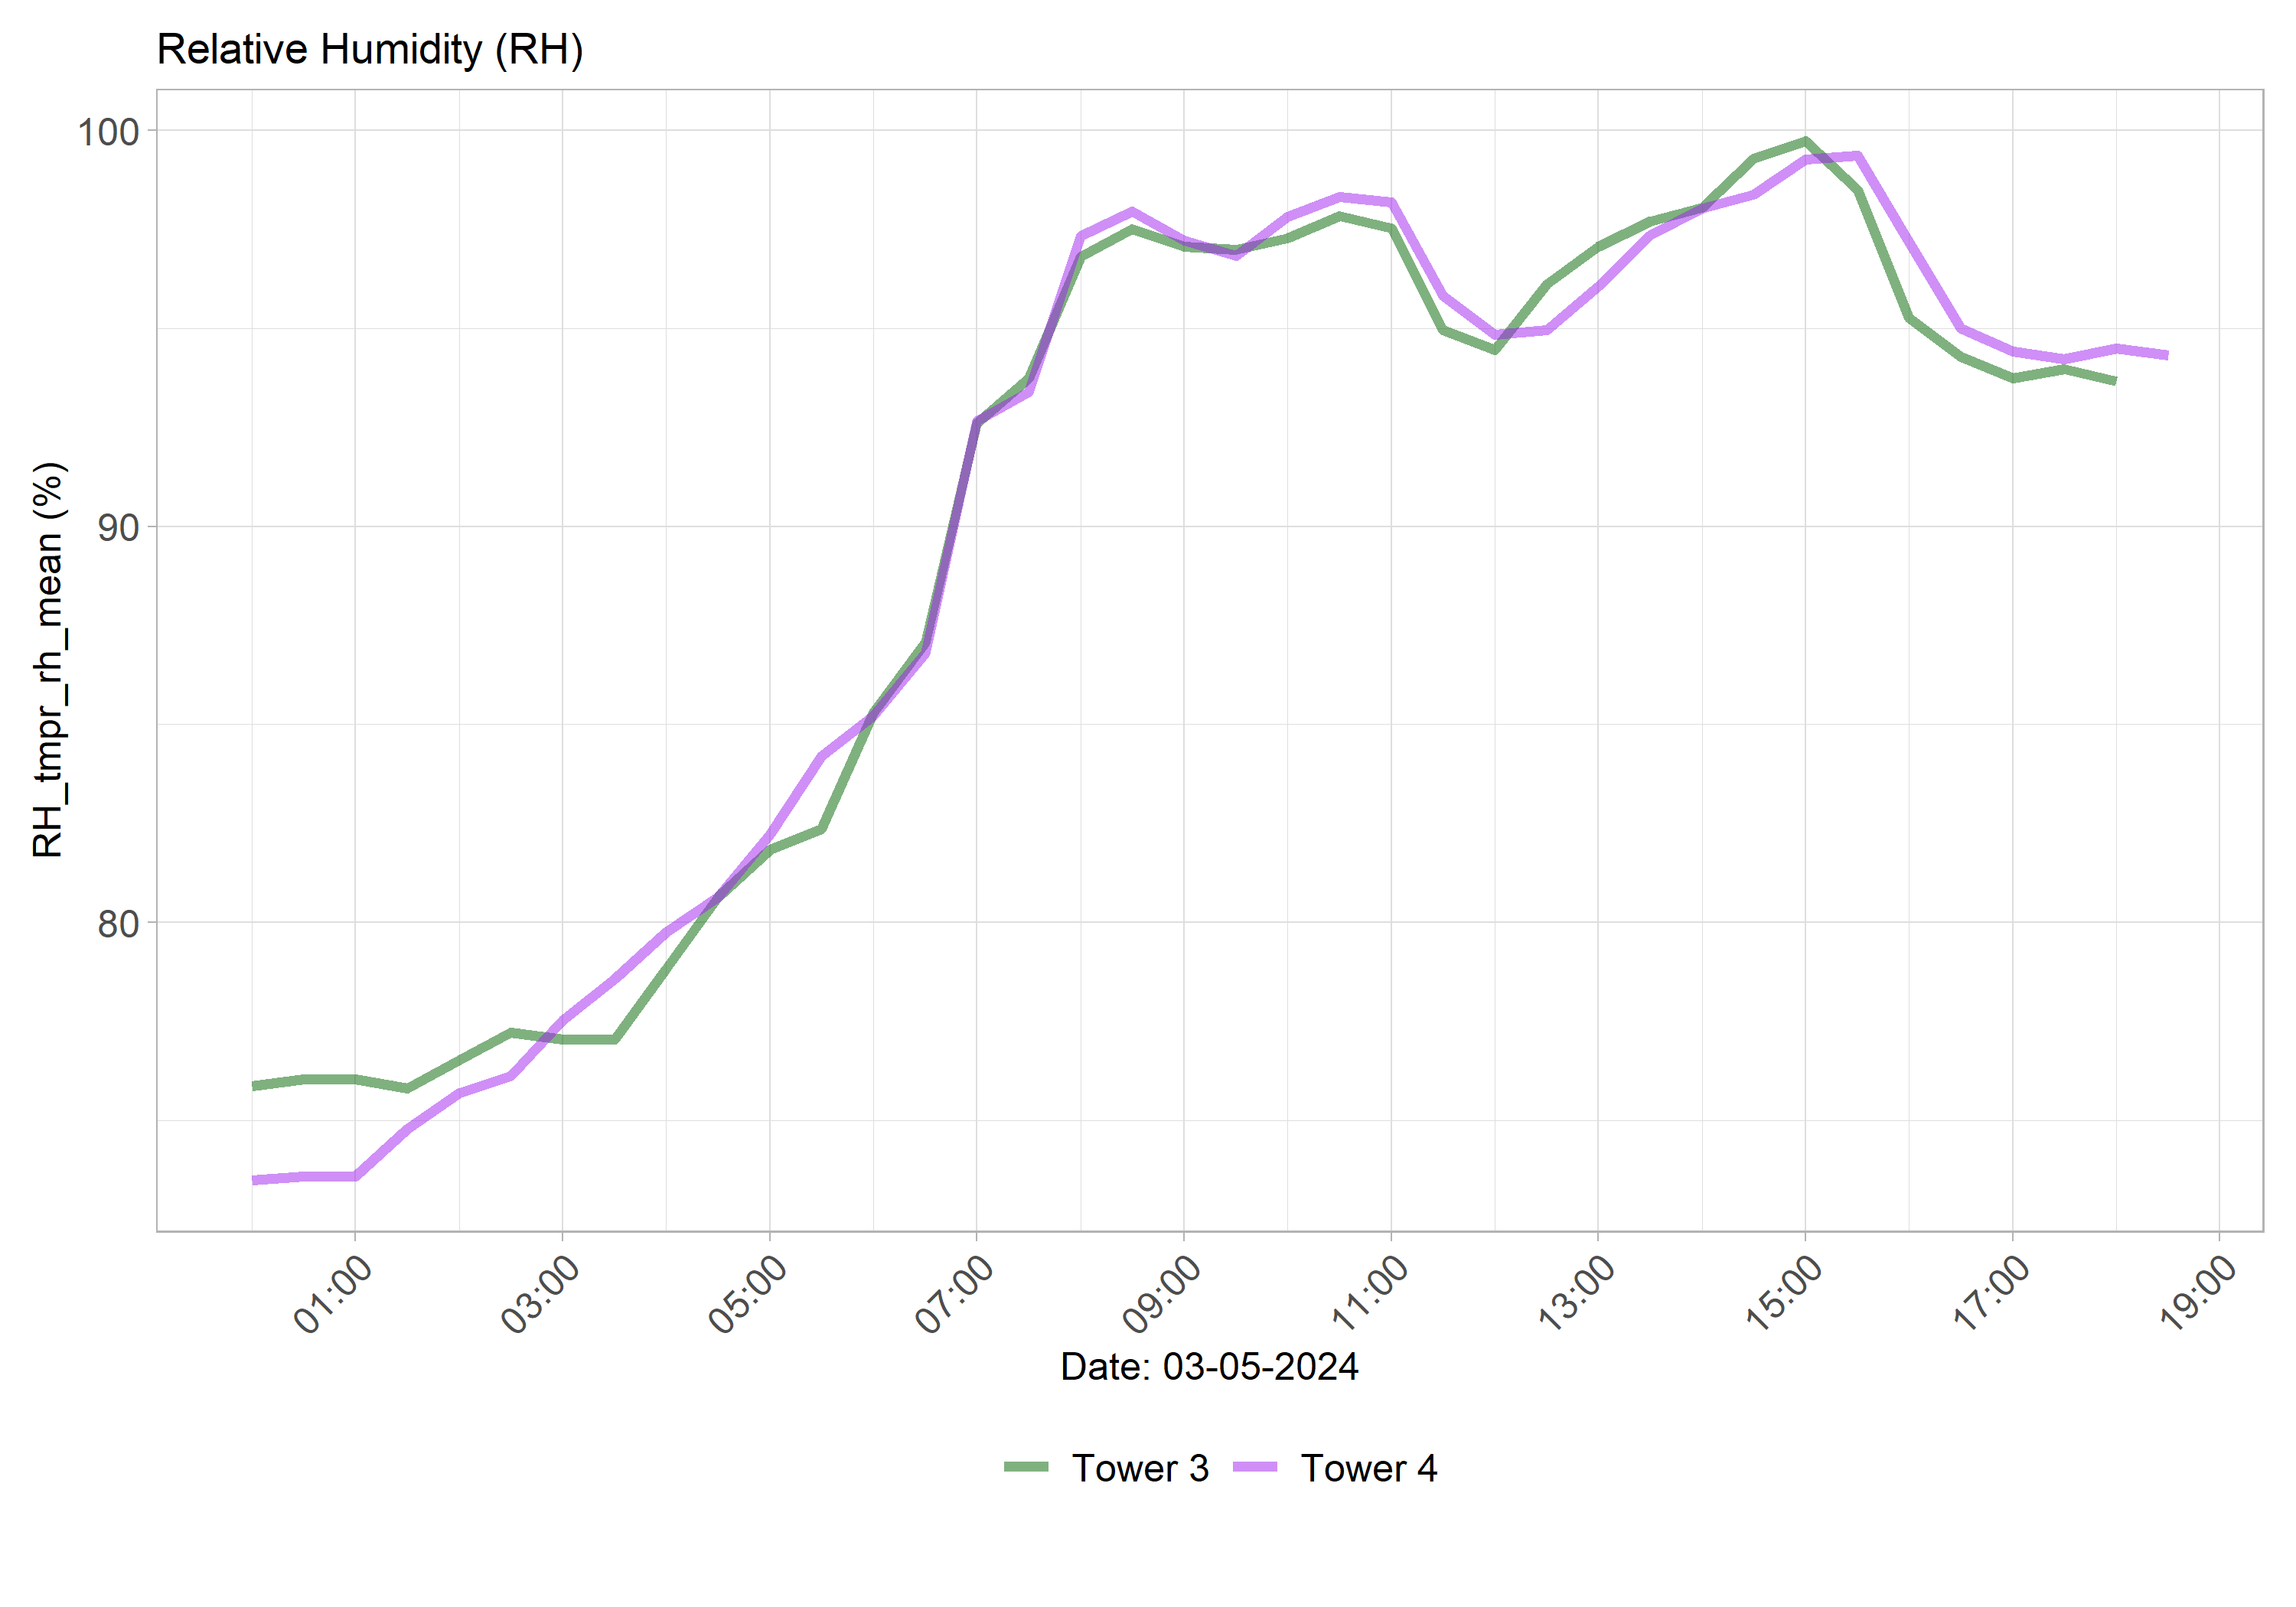 Relative Humidity (RH)
RH_tmpr_rh_mean (%)
100
90
80
01:00 03:00 05:00 07:00 09:00 11:00 13:00 15:00 17:00 19:00
Date: 03-05-2024
Tower 3 Tower 4